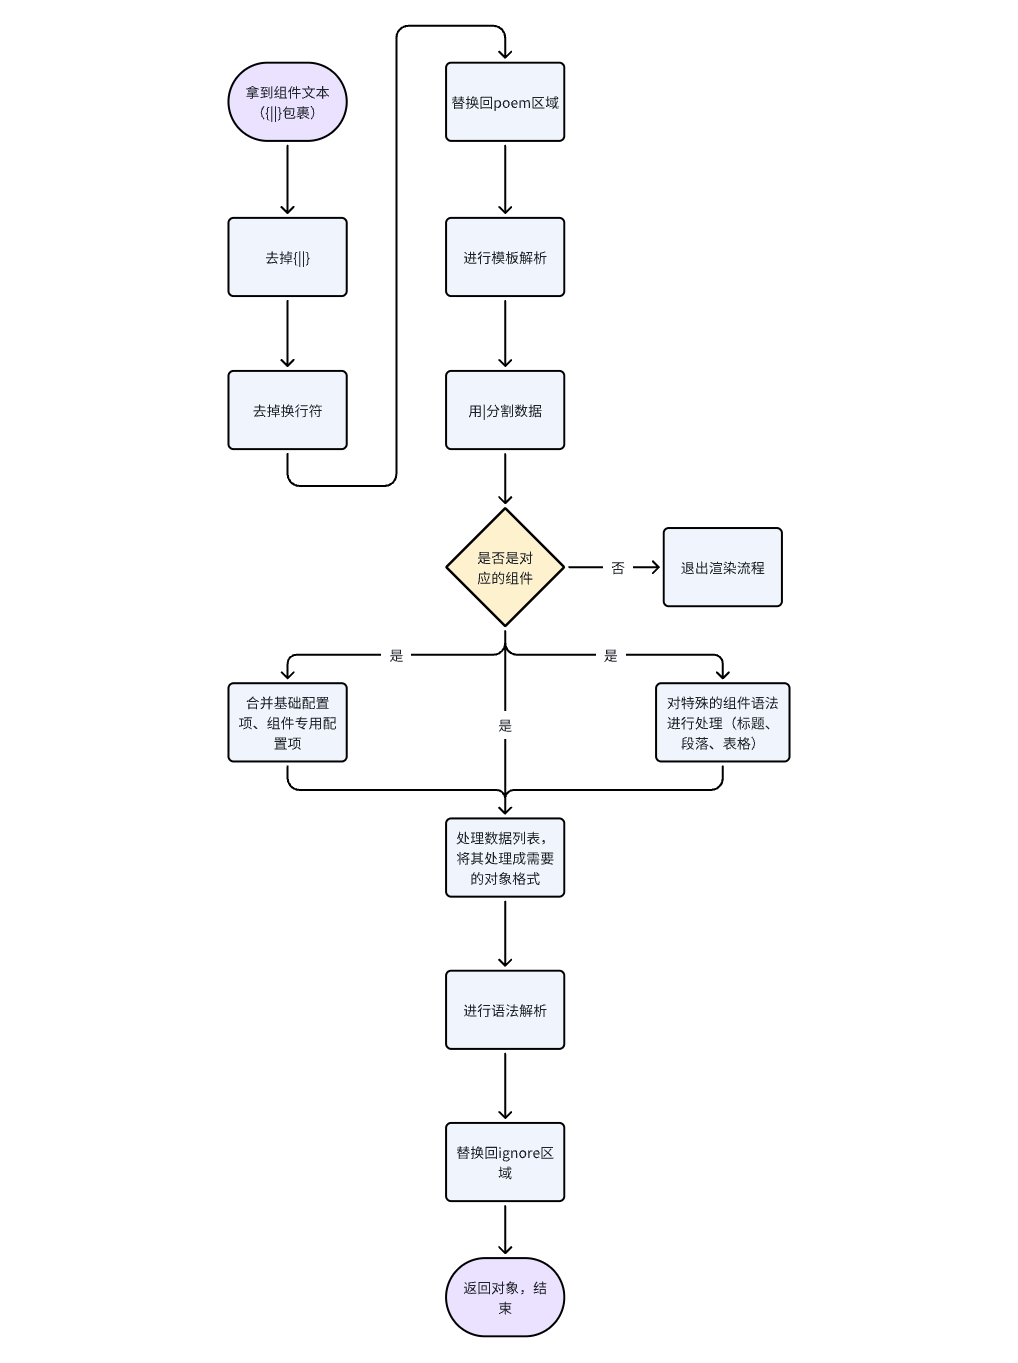 拿到组件文本
（{||}包裹）
去掉{||}
去掉换行符
替换回poem区域
进行模板解析
用|分割数据
是否是对
应的组件
否
退出渲染流程
是
是
是
合并基础配置
项、组件专用配
置项
对特殊的组件语法
进行处理（标题、
段落、表格）
处理数据列表，
将其处理成需要
的对象格式
进行语法解析
替换回ignore区
域
返回对象，结
束